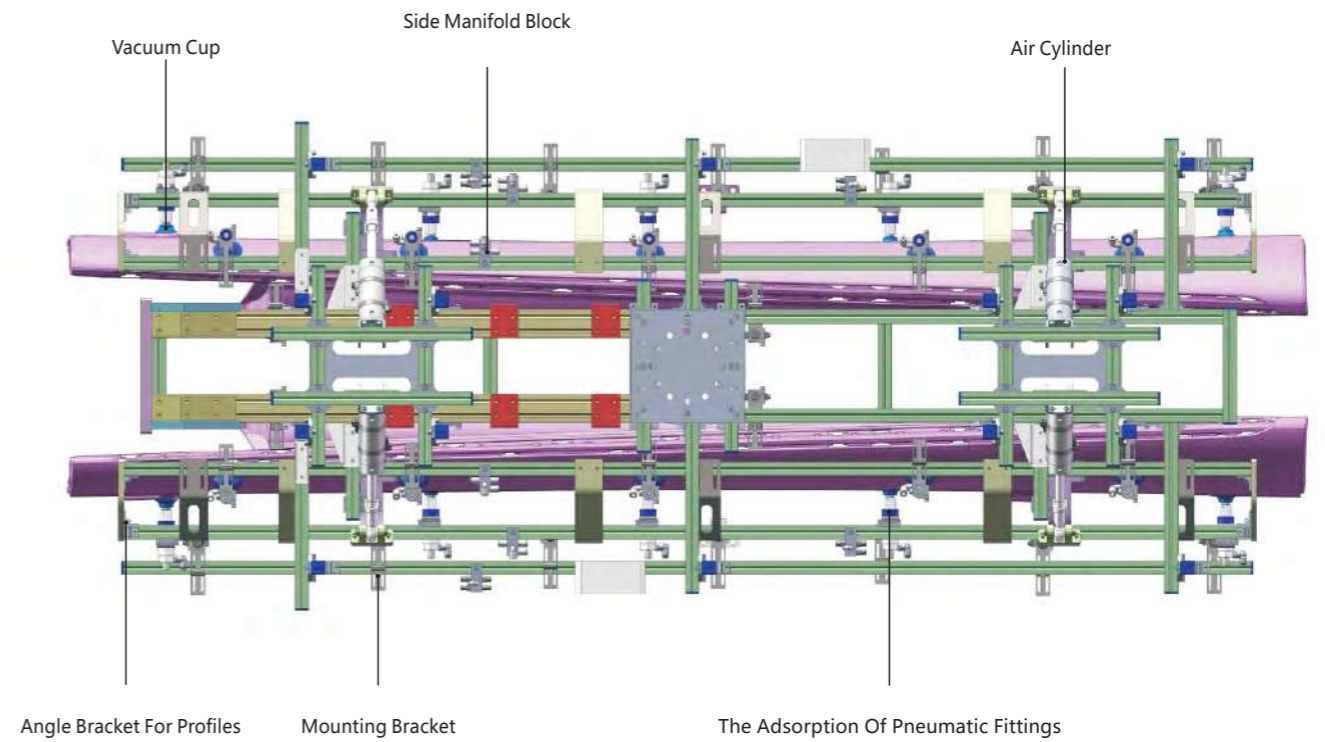 Side Manifold Block
Vacuum Cup
Air Cylinder
Angle Bracket For Profiles
Mounting Bracket
The Adsorption Of Pneumatic Fittings